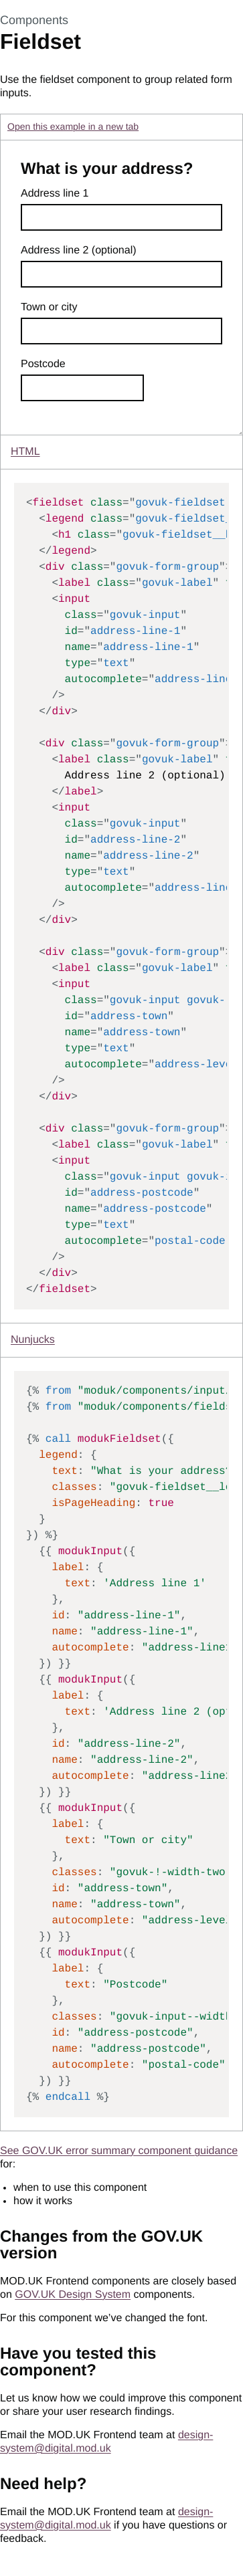 Components
Fieldset
Use the fieldset component to group related form
inputs.
Open this example in a new tab
What is your address?
Address line 1
Address line 2 (optional)
Town or city
Postcode
HTML
<fieldset class="govuk-fieldset
<legend class="govuk-fieldset_
<h1 class="govuk-fieldset__
</legend>
<div class="govuk-form-group">
<label class="govuk-label"
<input
class="govuk-input"
id="address-line-1"
name="address-line-1"
type="text"
autocomplete="address-line
/>
</div>
<div class="govuk-form-group">
<label class="govuk-label"
Address line 2 (optional)
</label>
<input
class="govuk-input"
id="address-line-2"
name="address-line-2"
type="text"
autocomplete="address-line
/>
</div>
<div class="govuk-form-group">
<label class="govuk-label"
<input
class="govuk-input govuk-
id="address-town"
name="address-town"
type="text"
autocomplete="address-leve
/>
</div>
<div class="govuk-form-group">
<label class="govuk-label"
<input
class="govuk-input govuk-
id="address-postcode"
name="address-postcode"
type="text"
autocomplete="postal-code
/>
</div>
</fieldset>
Nunjucks
{% from "moduk/components/input
{% from "moduk/components/fields
{% call modukFieldset({
legend: {
text: "What is your address
classes: "govuk-fieldset__le
isPageHeading: true
}
}) %}
{{ modukInput({
label: {
text: 'Address line 1'
},
id: "address-line-1",
name: "address-line-1",
autocomplete: "address-line
}) }}
{{ modukInput({
label: {
text: 'Address line 2 (op
},
id: "address-line-2",
name: "address-line-2",
autocomplete: "address-line
}) }}
{{ modukInput({
label: {
text: "Town or city"
},
classes: "govuk-!-width-two
id: "address-town",
name: "address-town",
autocomplete: "address-leve
}) }}
{{ modukInput({
label: {
text: "Postcode"
},
classes: "govuk-input--width
id: "address-postcode",
name: "address-postcode",
autocomplete: "postal-code"
}) }}
{% endcall %}
See GOV.UK error summary component guidance
for:
• when to use this component
• how it works
Changes from the GOV.UK
version
MOD.UK Frontend components are closely based
on GOV.UK Design System components.
For this component we've changed the font.
Have you tested this
component?
Let us know how we could improve this component
or share your user research findings.
Email the MOD.UK Frontend team at design-
system@digital.mod.uk
Need help?
Email the MOD.UK Frontend team at design-
system@digital.mod.uk if you have questions or
feedback.